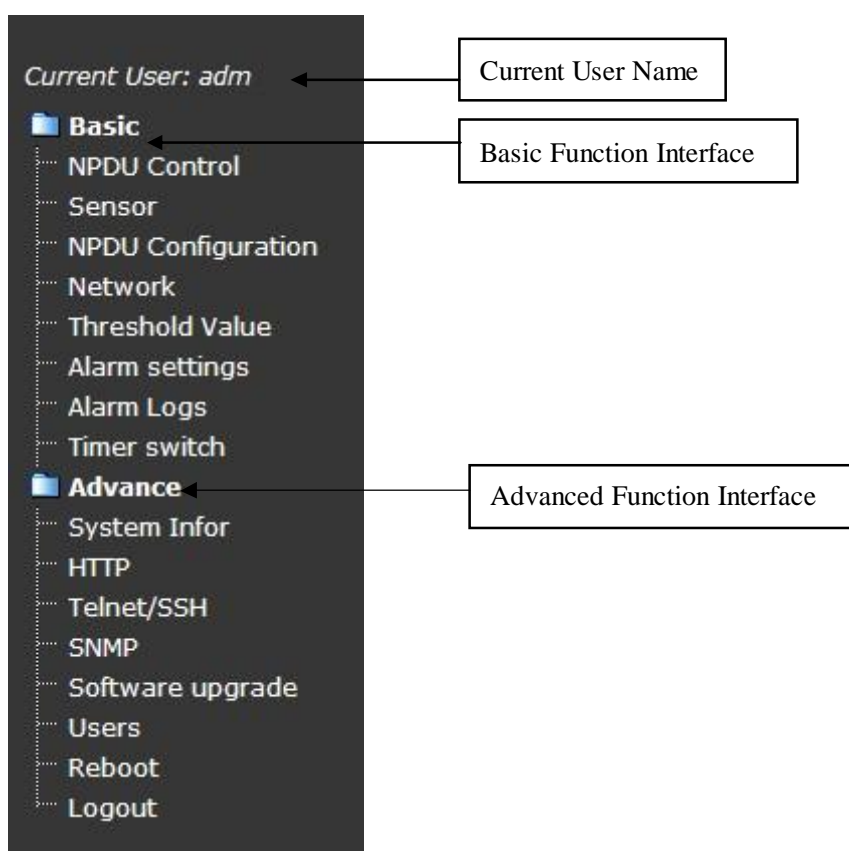 Current User: adm
Current User Name
Basic
Basic Function Interface
NPDU Control
Sensor
NPDU Configuration
Network
Threshold Value
Alarm settings
Alarm Logs
Timer switch
Advance
Advanced Function Interface
System Infor
HTTP
Telnet/SSH
SNMP
Software upgrade
Users
Reboot
Logout